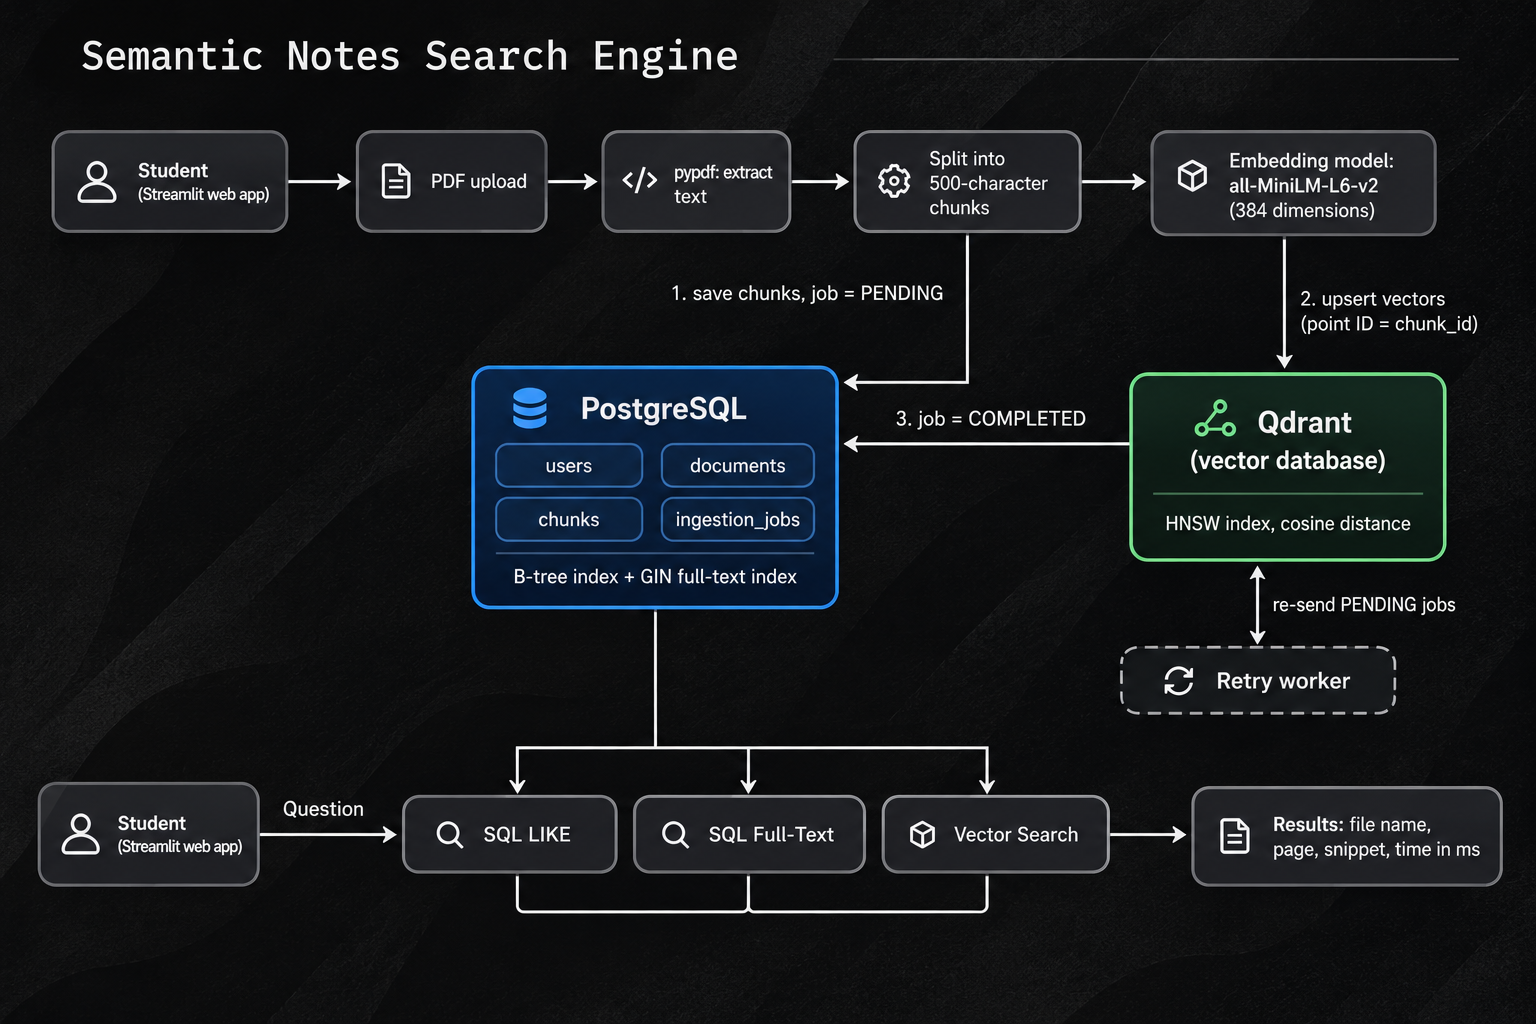 Semantic Notes Search Engine
Student
(Streamlit web app)
PDF upload
pypdf: extract
text
Split into
500-character
chunks
Embedding model:
all-MiniLM-L6-v2
(384 dimensions)
1. save chunks, job = PENDING
2. upsert vectors
(point ID = chunk_id)
PostgreSQL
users
documents
chunks
ingestion_jobs
B-tree index + GIN full-text index
3. job = COMPLETED
Qdrant
(vector database)
HNSW index, cosine distance
re-send PENDING jobs
Retry worker
Student
(Streamlit web app)
Question
SQL LIKE
SQL Full-Text
Vector Search
Results: file name,
page, snippet, time in ms